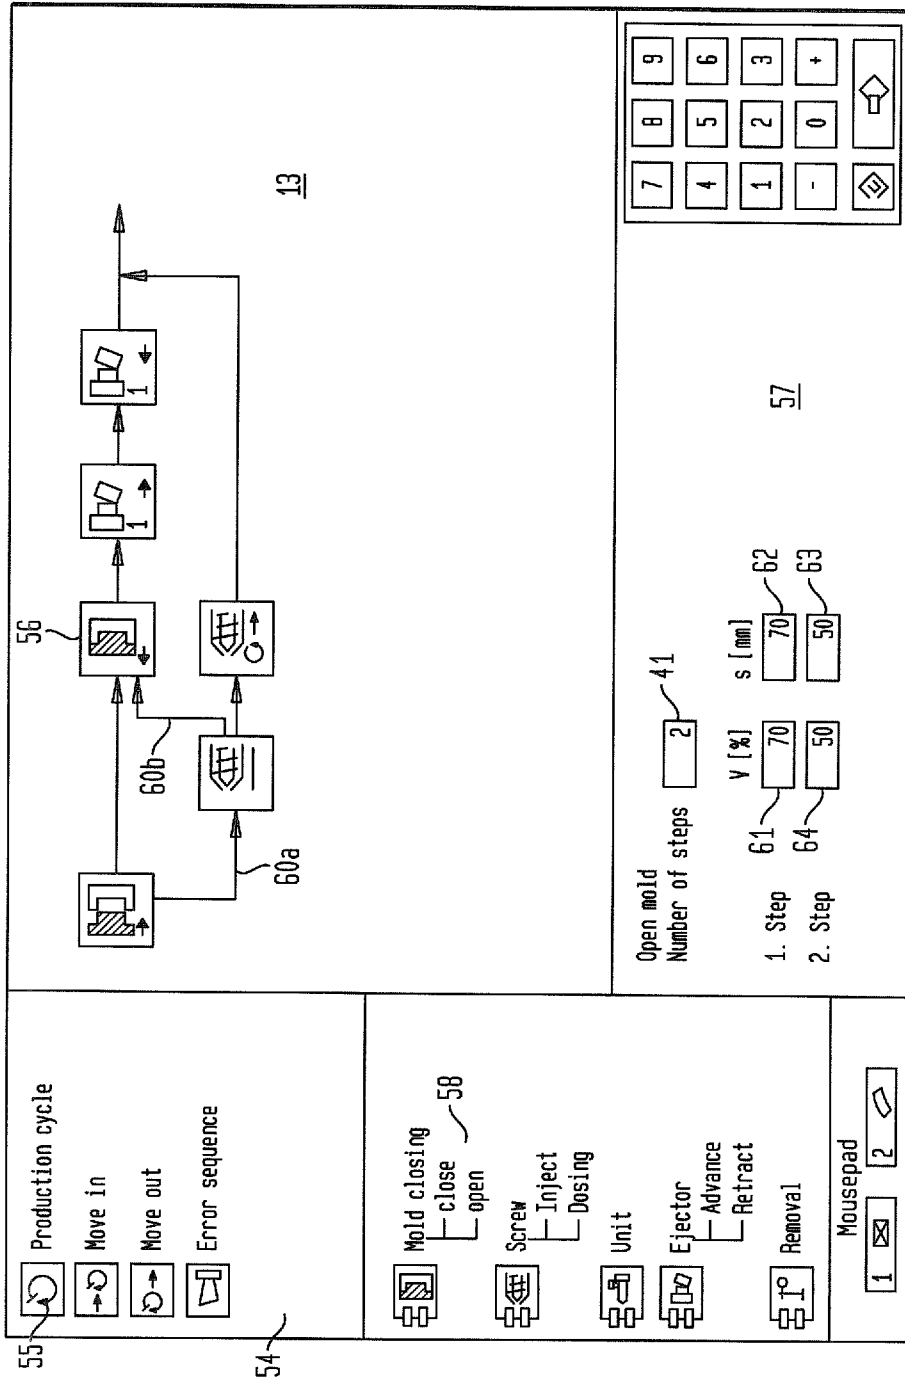 55
Production cycle
Move in
Move out
Error sequence
54
Mold closing
close
open
58
Screw
Inject
Dosing
Unit
Ejector
Advance
Retract
Removal
Mousepad
1
2
56
1
1
60b
60a
13
Open mold
Number of steps 2 41
V [%] s [mm]
1. Step 61 70 70 62
2. Step 64 50 50 63
57
7 8 9
4 5 6
1 2 3
- 0 +